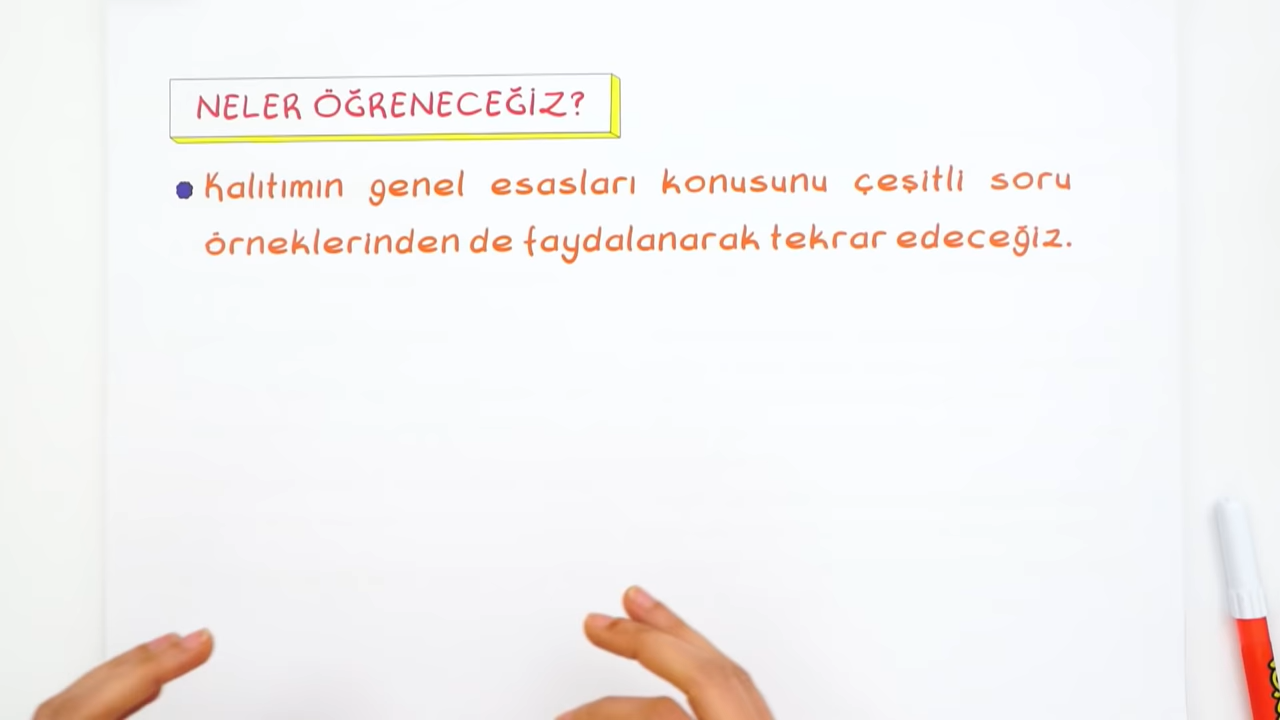 NELER ÖĞRENECEĞİZ?
Kalıtımın genel esasları konusunu çeşitli soru
örneklerinden de faydalanarak tekrar edeceğiz.